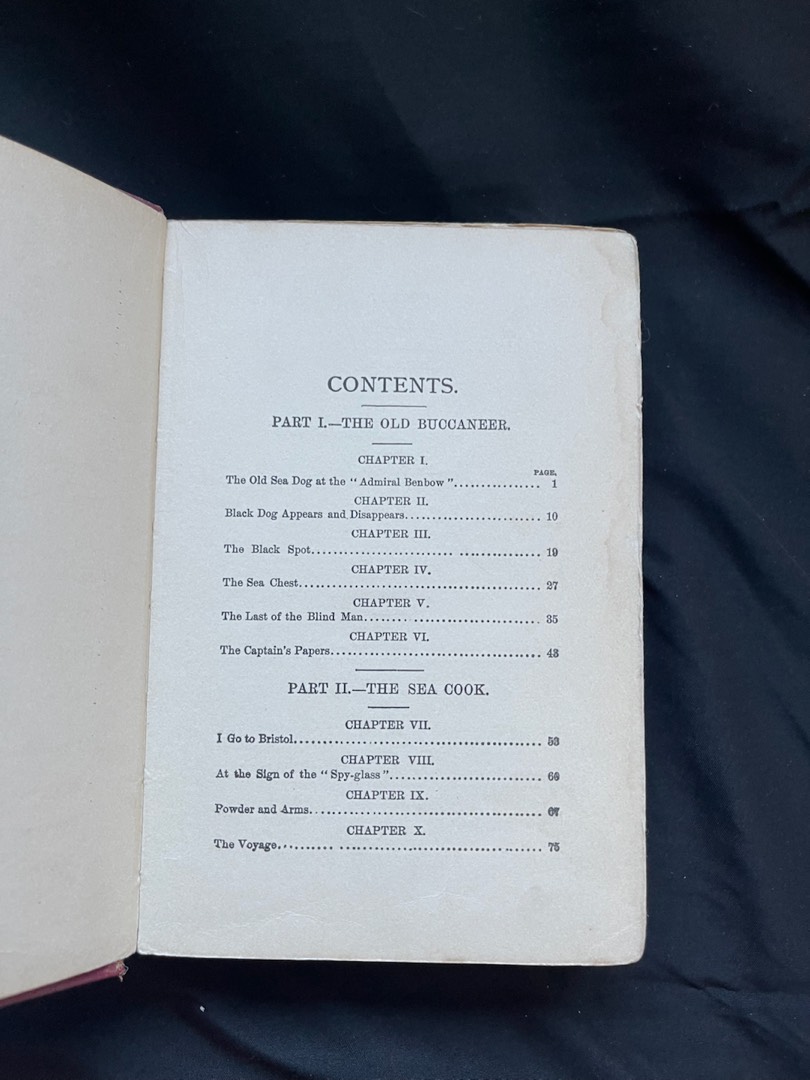 CONTENTS.
PART I.—THE OLD BUCCANEER.
CHAPTER I.
PAGE.
The Old Sea Dog at the "Admiral Benbow"................ 1
CHAPTER II.
Black Dog Appears and Disappears......................... 10
CHAPTER III.
The Black Spot.......................................... 19
CHAPTER IV.
The Sea Chest............................................ 27
CHAPTER V.
The Last of the Blind Man................................ 35
CHAPTER VI.
The Captain's Papers...................................... 43
PART II.—THE SEA COOK.
CHAPTER VII.
I Go to Bristol............................................. 53
CHAPTER VIII.
At the Sign of the "Spy-glass"............................ 60
CHAPTER IX.
Powder and Arms.......................................... 67
CHAPTER X.
The Voyage............................................... 75